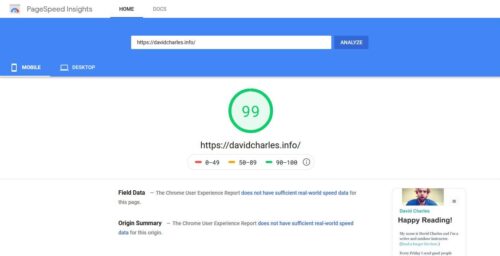 PageSpeed Insights HOME DOCS
https://davidcharles.info/ ANALYZE
MOBILE DESKTOP
99
https://davidcharles.info/
0–49 50–89 90–100
Field Data — The Chrome User Experience Report does not have sufficient real-world speed data for
this page.
Origin Summary — The Chrome User Experience Report does not have sufficient real-world speed
data for this origin.
David Charles
Happy Reading!
My name is David Charles and I'm a
writer and outdoor instructor.
Every Friday I send good people